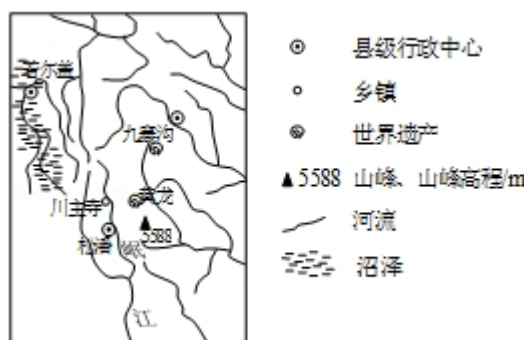 若尔盖
九寨沟
川主寺
黄龙
松潘
5588
岷
江
县级行政中心
乡镇
世界遗产
5588 山峰、山峰高程/m
河流
沼泽